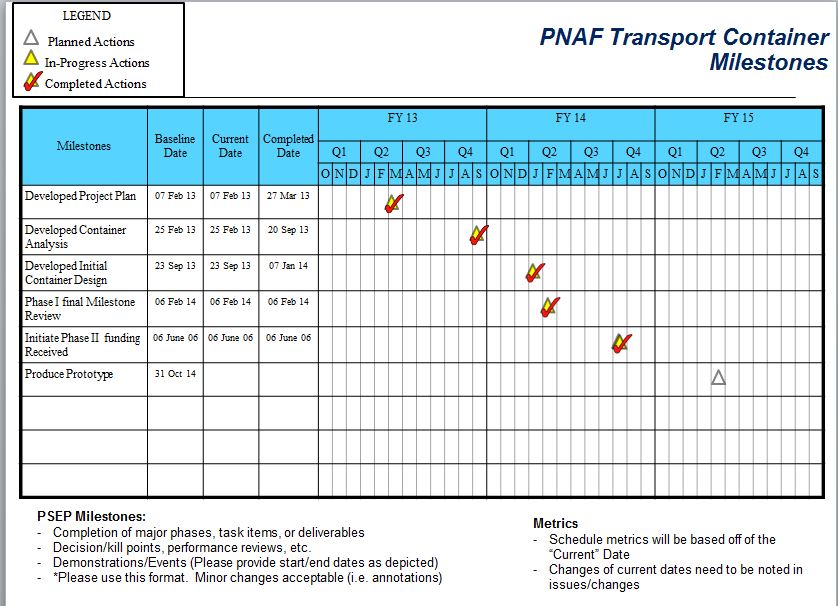 LEGEND
Planned Actions
In-Progress Actions
Completed Actions
PNAF Transport Container
Milestones
Milestones Baseline Date Current Date Completed Date FY 13 FY 14 FY 15
Q1 Q2 Q3 Q4 Q1 Q2 Q3 Q4 Q1 Q2 Q3 Q4
O N D J F M A M J J A S O N D J F M A M J J A S O N D J F M A M J J A S
Developed Project Plan 07 Feb 13 07 Feb 13 27 Mar 13
Developed Container
Analysis 25 Feb 13 25 Feb 13 20 Sep 13
Developed Initial
Container Design 23 Sep 13 23 Sep 13 07 Jan 14
Phase I final Milestone
Review 06 Feb 14 06 Feb 14 06 Feb 14
Initiate Phase II funding
Received 06 June 06 06 June 06 06 June 06
Produce Prototype 31 Oct 14
PSEP Milestones:
- Completion of major phases, task items, or deliverables
- Decision/kill points, performance reviews, etc.
- Demonstrations/Events (Please provide start/end dates as depicted)
- *Please use this format. Minor changes acceptable (i.e. annotations)
Metrics
- Schedule metrics will be based off of the
“Current” Date
- Changes of current dates need to be noted in
issues/changes